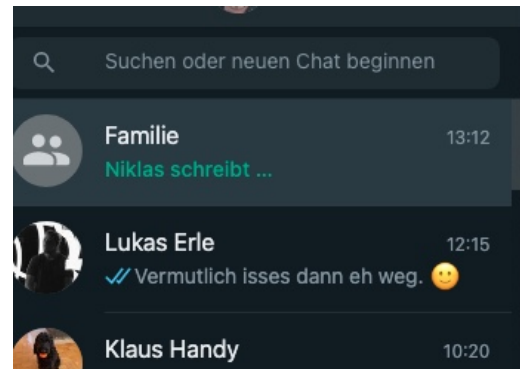 Suchen oder neuen Chat beginnen
Familie 13:12
Niklas schreibt ...
Lukas Erle 12:15
Vermutlich isses dann eh weg. 🙂
Klaus Handy 10:20